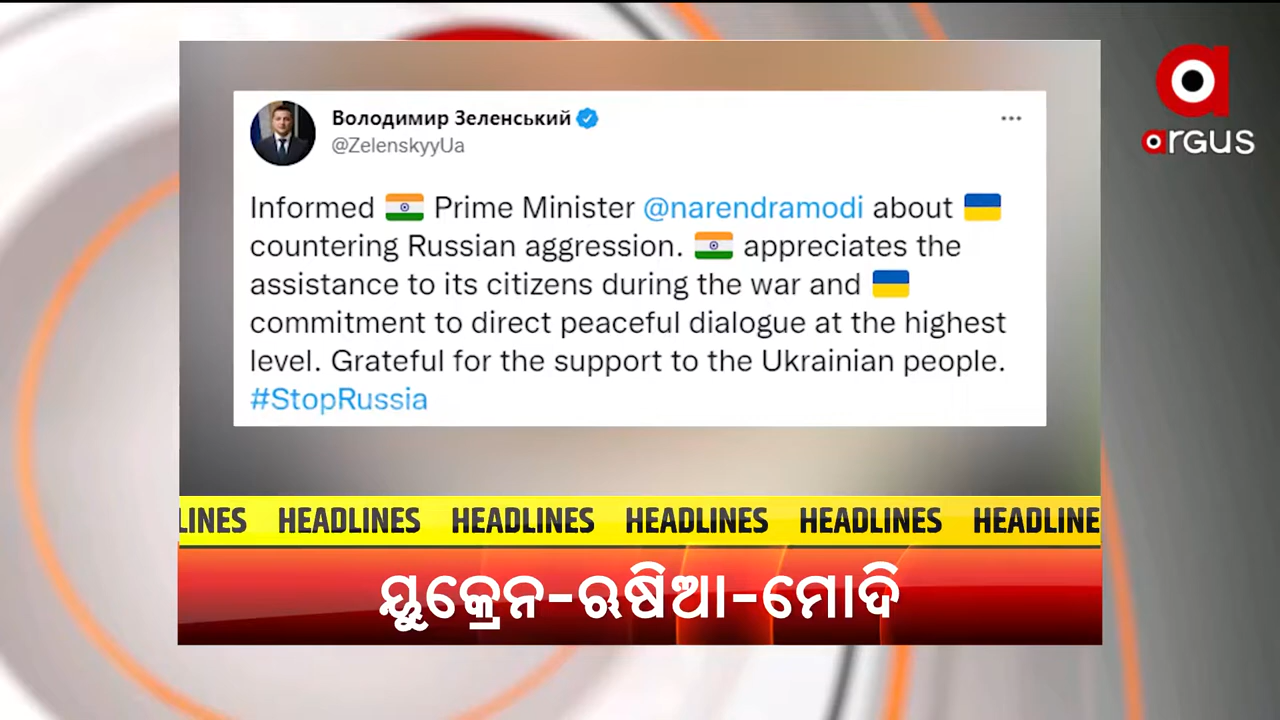 argus
Володимир Зеленський
@ZelenskyyUa
Informed 🇮🇳 Prime Minister @narendramodi about 🇺🇦
countering Russian aggression. 🇮🇳 appreciates the
assistance to its citizens during the war and 🇺🇦
commitment to direct peaceful dialogue at the highest
level. Grateful for the support to the Ukrainian people.
#StopRussia
LINES HEADLINES HEADLINES HEADLINES HEADLINES HEADLINE
ୟୁକ୍ରେନ-ଋଷିଆ-ମୋଦି